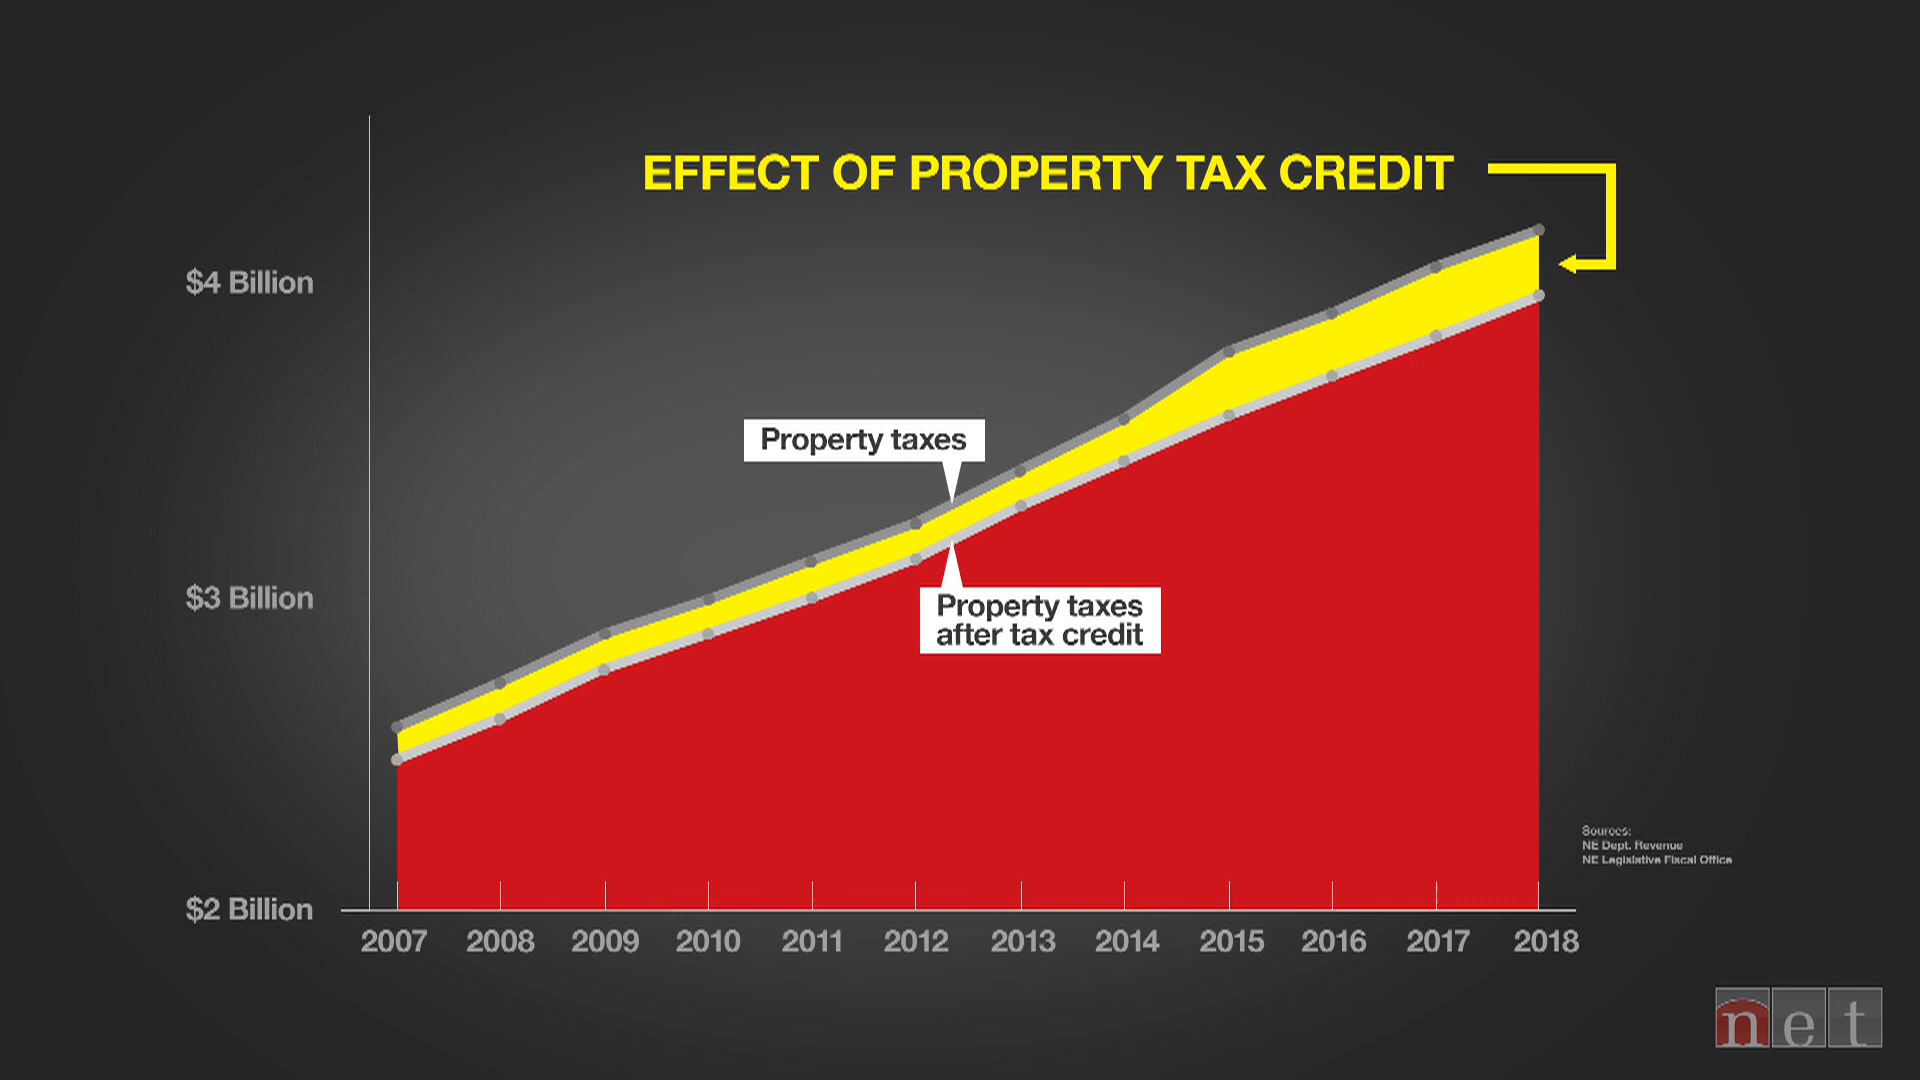 EFFECT OF PROPERTY TAX CREDIT
$4 Billion
Property taxes
$3 Billion
Property taxes
after tax credit
Sources:
NE Dept. Revenue
NE Legislative Fiscal Office
$2 Billion
2007 2008 2009 2010 2011 2012 2013 2014 2015 2016 2017 2018
net